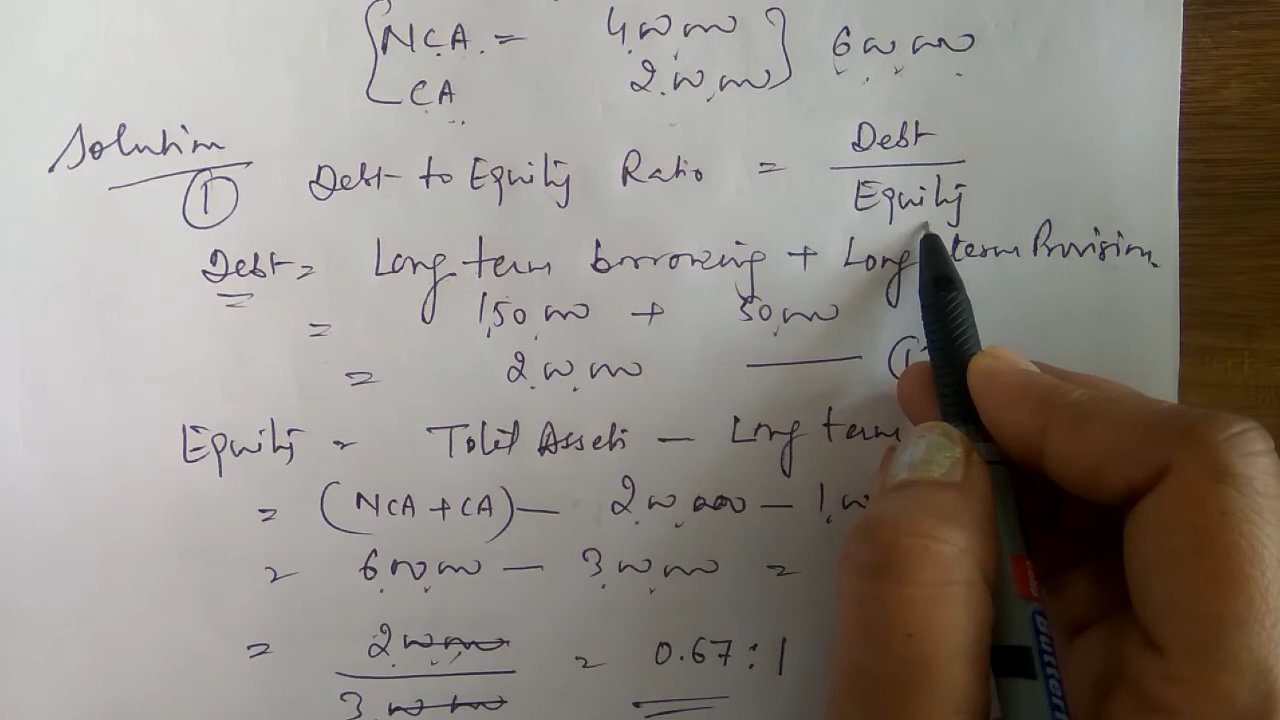 NCA = 4,00,000 6,00,000
CA 2,00,000
Solution
① Debt to Equity Ratio = Debt
Equity
Debt = Long term borrowing + Long term Provision
= 1,50,000 + 50,000
= 2,00,000 — (1
Equity = Total Assets - Long term
= (NCA + CA) - 2,00,000 - 1,0
= 6,00,000 - 3,00,000 =
= 2,00,000 = 0.67 : 1
3,00,000
Butter